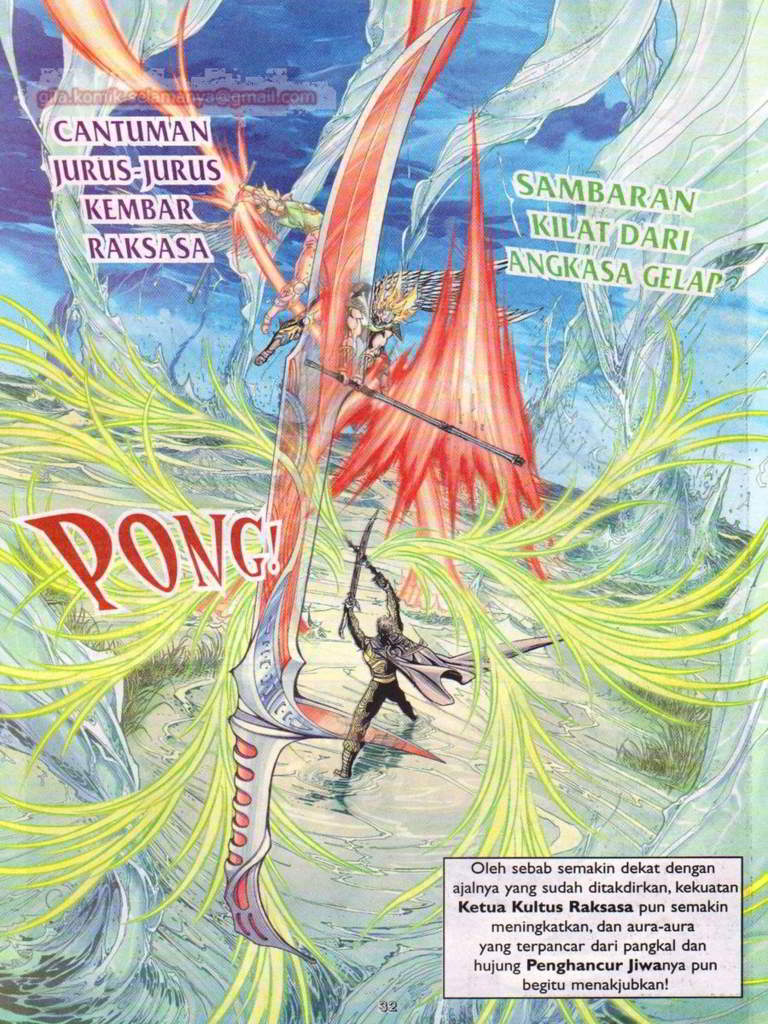 gila.komik.selamanya@gmail.com
CANTUMAN
JURUS-JURUS
KEMBAR
RAKSASA
SAMBARAN
KILAT DARI
ANGKASA GELAP
PONG!
Oleh sebab semakin dekat dengan
ajalnya yang sudah ditakdirkan, kekuatan
Ketua Kultus Raksasa pun semakin
meningkatkan, dan aura-aura
yang terpancar dari pangkal dan
hujung Penghancur Jiwanya pun
begitu menakjubkan!
32